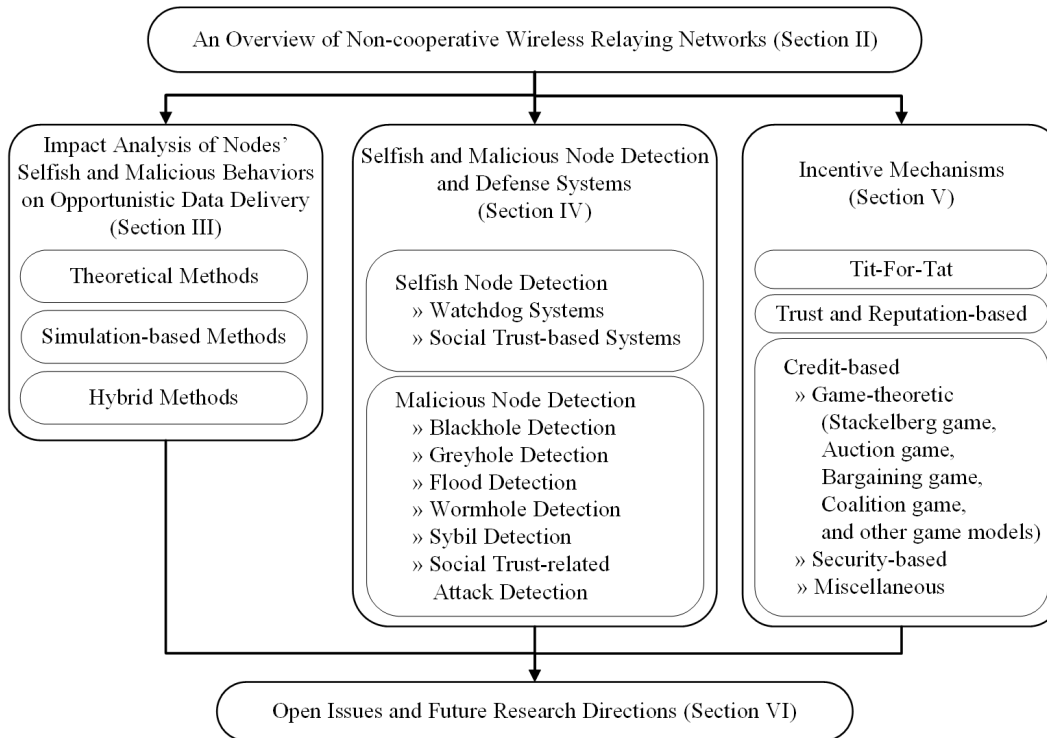 An Overview of Non-cooperative Wireless Relaying Networks (Section II)
Impact Analysis of Nodes’
Selfish and Malicious Behaviors
on Opportunistic Data Delivery
(Section III)
Theoretical Methods
Simulation-based Methods
Hybrid Methods
Selfish and Malicious Node Detection
and Defense Systems
(Section IV)
Selfish Node Detection
» Watchdog Systems
» Social Trust-based Systems
Malicious Node Detection
» Blackhole Detection
» Greyhole Detection
» Flood Detection
» Wormhole Detection
» Sybil Detection
» Social Trust-related
Attack Detection
Incentive Mechanisms
(Section V)
Tit-For-Tat
Trust and Reputation-based
Credit-based
» Game-theoretic
(Stackelberg game,
Auction game,
Bargaining game,
Coalition game,
and other game models)
» Security-based
» Miscellaneous
Open Issues and Future Research Directions (Section VI)